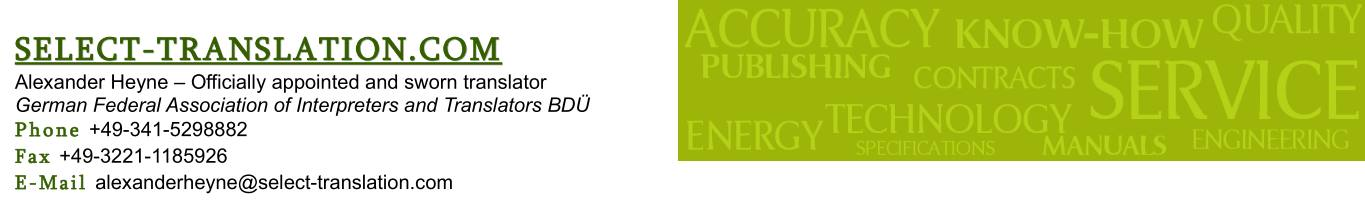 SELECT-TRANSLATION.COM
Alexander Heyne – Officially appointed and sworn translator
German Federal Association of Interpreters and Translators BDÜ
Phone +49-341-5298882
Fax +49-3221-1185926
E-Mail alexanderheyne@select-translation.com
ACCURACY KNOW-HOW QUALITY
PUBLISHING CONTRACTS SERVICE
ENERGY TECHNOLOGY
SPECIFICATIONS MANUALS ENGINEERING